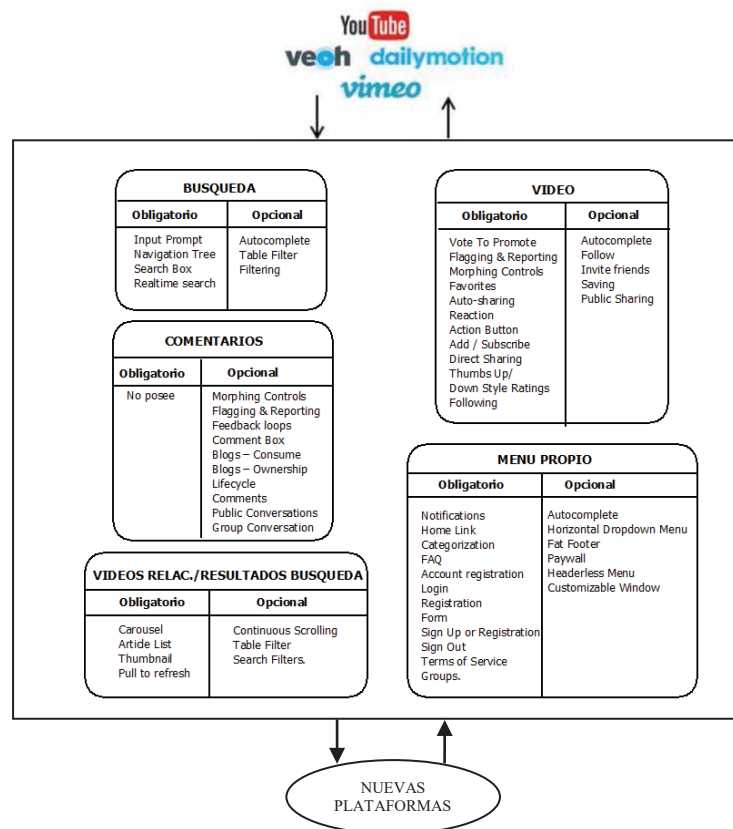 YouTube
veoh dailymotion
vimeo
BUSQUEDA
Obligatorio
Opcional
Input Prompt
Navigation Tree
Search Box
Realtime search
Autocomplete
Table Filter
Filtering
COMENTARIOS
Obligatorio
Opcional
No posee
Morphing Controls
Flagging & Reporting
Feedback loops
Comment Box
Blogs – Consume
Blogs – Ownership
Lifecycle
Comments
Public Conversations
Group Conversation
VIDEOS RELAC./RESULTADOS BUSQUEDA
Obligatorio
Opcional
Carousel
Article List
Thumbnail
Pull to refresh
Continuous Scrolling
Table Filter
Search Filters.
VIDEO
Obligatorio
Opcional
Vote To Promote
Flagging & Reporting
Morphing Controls
Favorites
Auto-sharing
Reaction
Action Button
Add / Subscribe
Direct Sharing
Thumbs Up/
Down Style Ratings
Following
Autocomplete
Follow
Invite friends
Saving
Public Sharing
MENU PROPIO
Obligatorio
Opcional
Notifications
Home Link
Categorization
FAQ
Account registration
Login
Registration
Form
Sign Up or Registration
Sign Out
Terms of Service
Groups.
Autocomplete
Horizontal Dropdown Menu
Fat Footer
Paywall
Headerless Menu
Customizable Window
NUEVAS
PLATAFORMAS